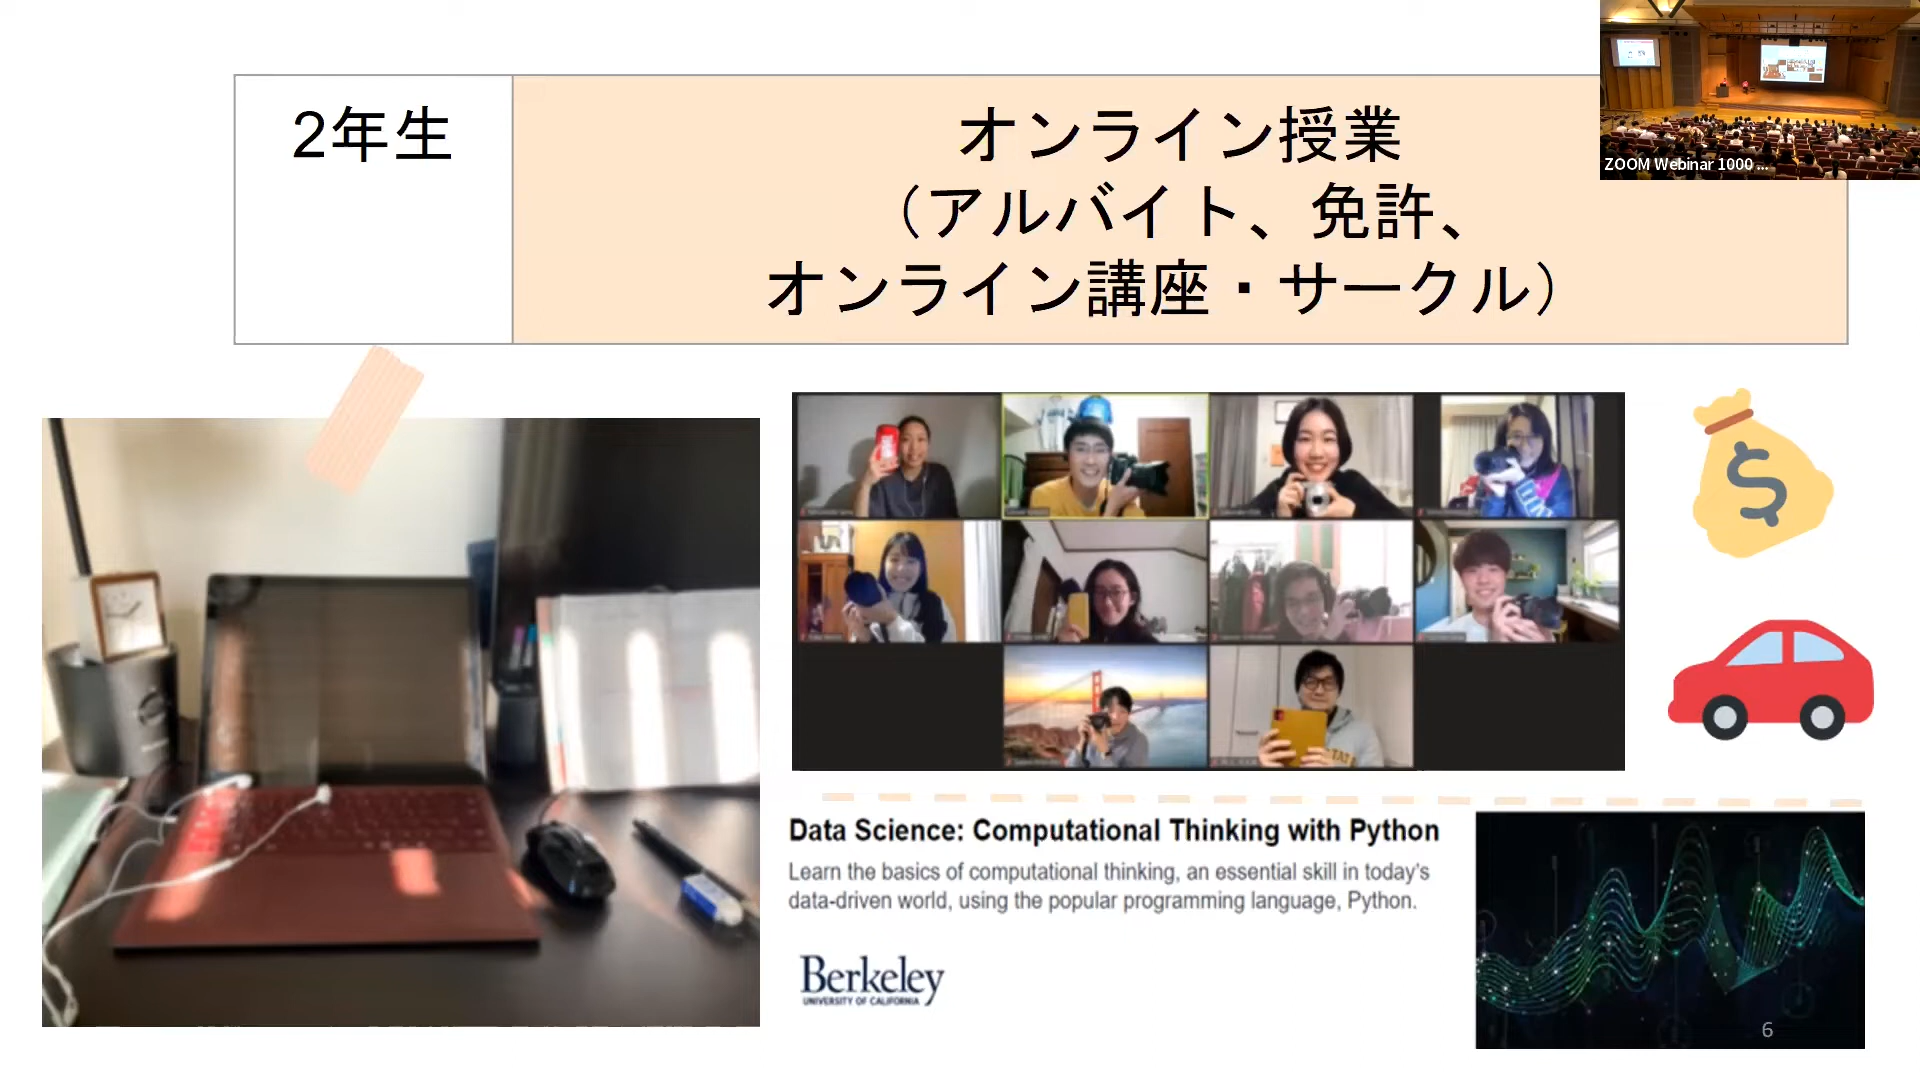 2年生
オンライン授業
（アルバイト、免許、
オンライン講座・サークル）
ZOOM Webinar 1000 ...
Data Science: Computational Thinking with Python
Learn the basics of computational thinking, an essential skill in today's
data-driven world, using the popular programming language, Python.
Berkeley
UNIVERSITY OF CALIFORNIA
6